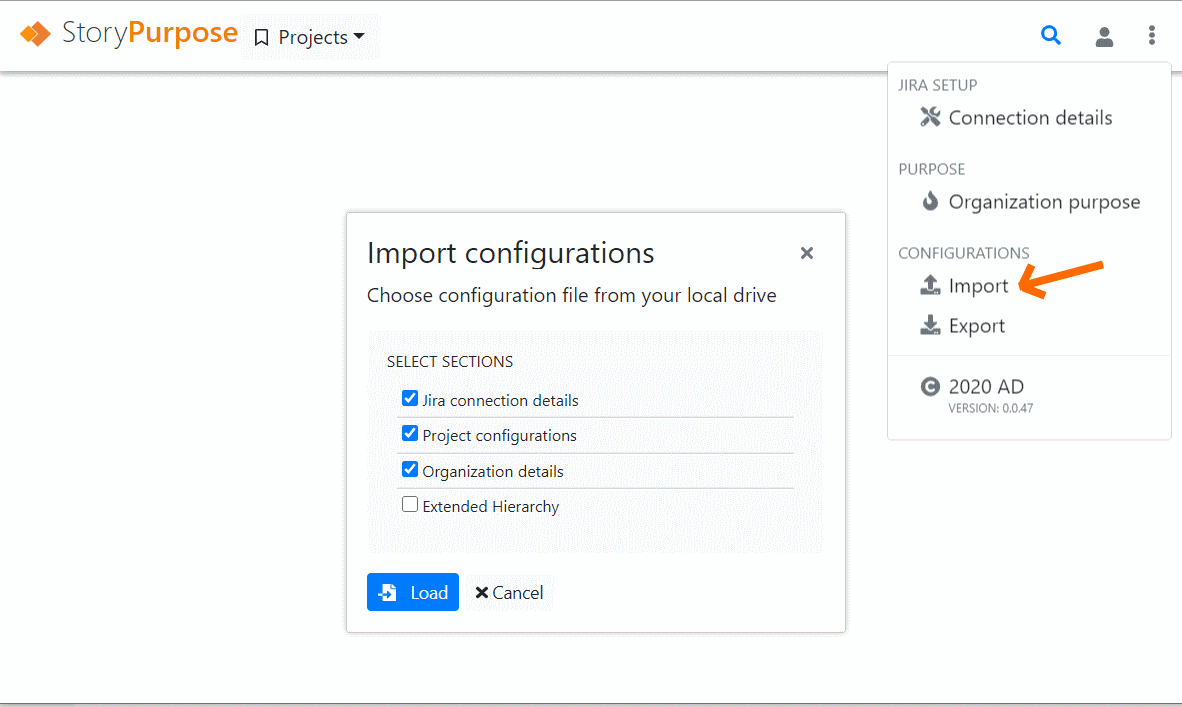 StoryPurpose
Projects
JIRA SETUP
Connection details
PURPOSE
Organization purpose
CONFIGURATIONS
Import
Export
2020 AD
VERSION: 0.0.47
Import configurations
Choose configuration file from your local drive
SELECT SECTIONS
Jira connection details
Project configurations
Organization details
Extended Hierarchy
Load
Cancel